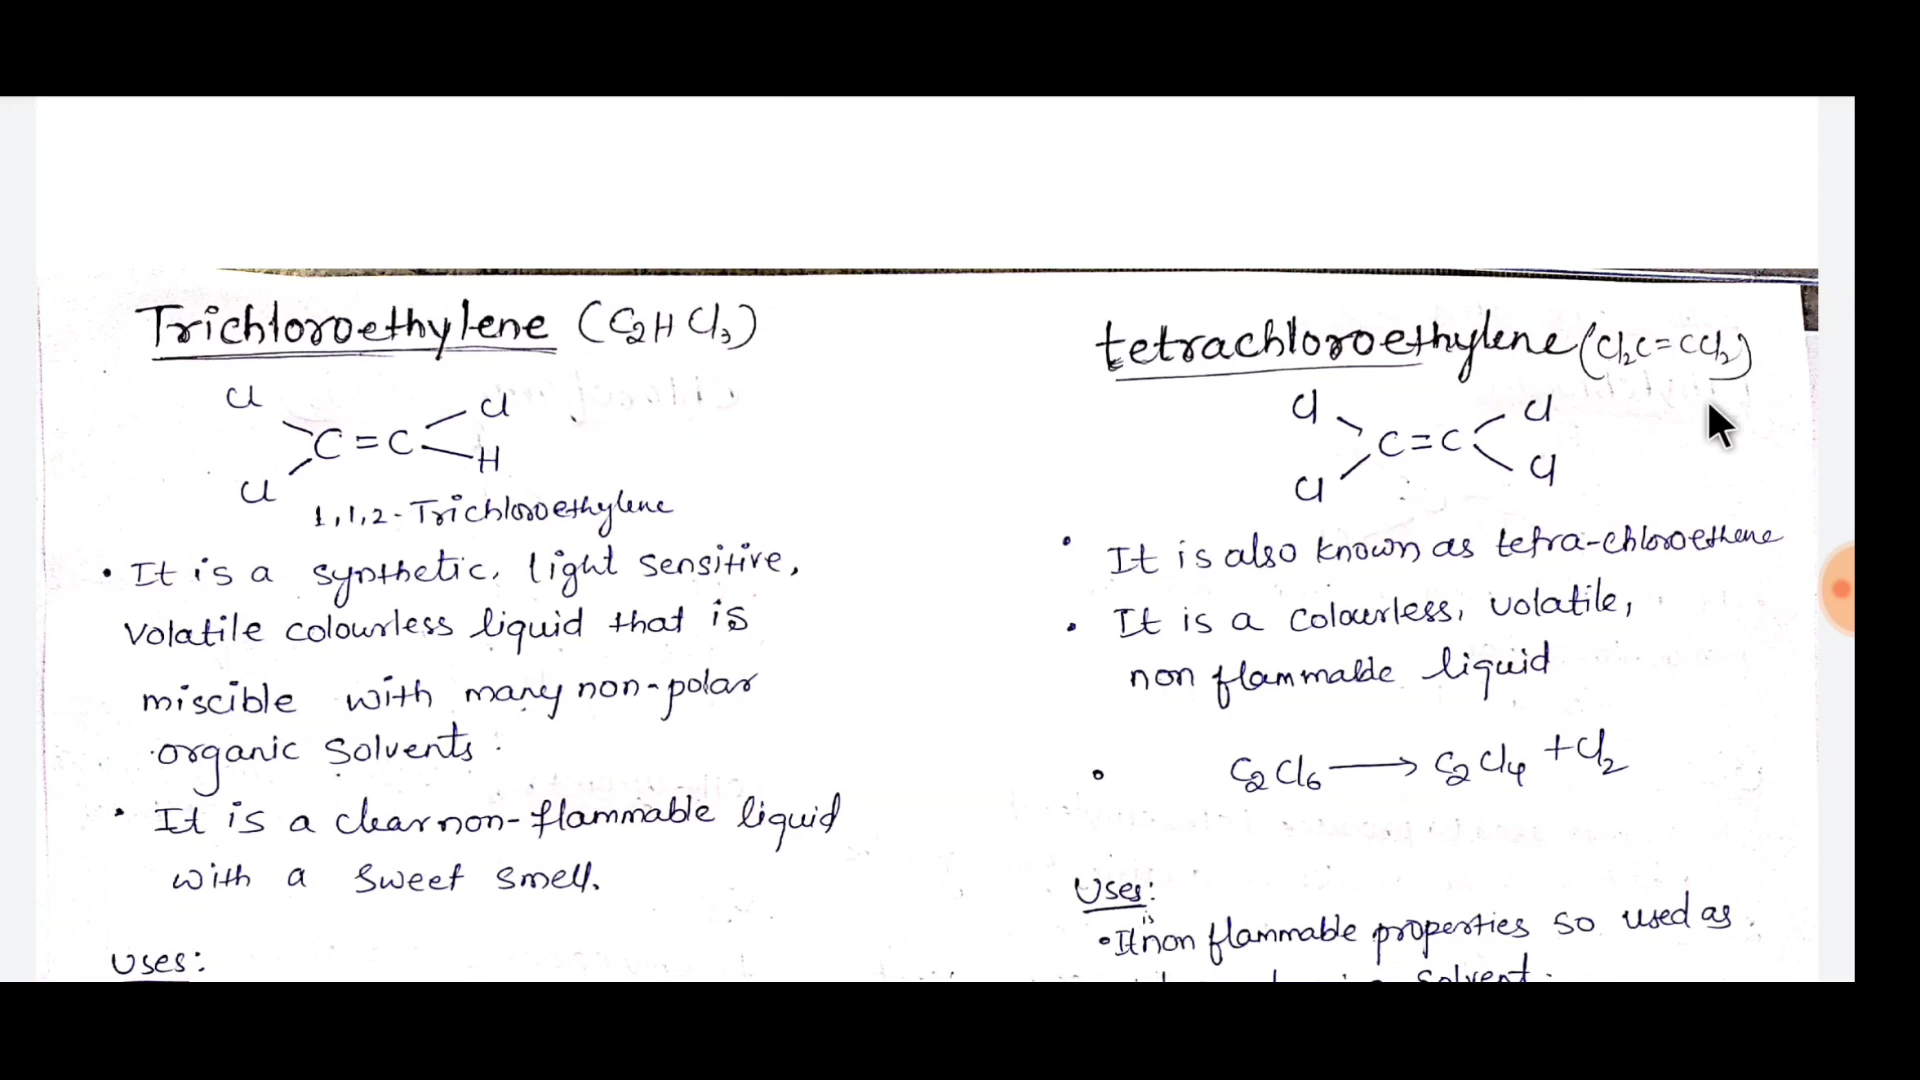 Trichloroethylene (C2HCl3)
Cl
Cl
C=C
H
Cl
1,1,2-Trichloroethylene
• It is a synthetic, light sensitive,
volatile colourless liquid that is
miscible with many non-polar
organic solvents.
• It is a clear non-flammable liquid
with a sweet smell.
Uses:
tetrachloroethylene (Cl2C=CCl2)
Cl
Cl
C=C
Cl
Cl
• It is also known as tetra-chloroethene
• It is a colourless, volatile,
non flammable liquid
• C2Cl6 → C2Cl4 + Cl2
Uses:
is
• It non flammable properties so used as
solvent.